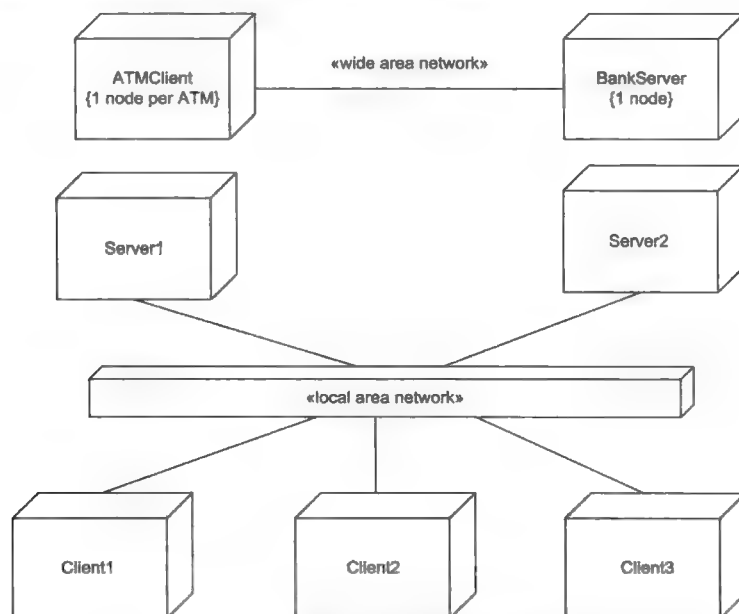 ATMClient
{1 node per ATM}
«wide area network»
BankServer
{1 node}
Server1
Server2
«local area network»
Client1
Client2
Client3